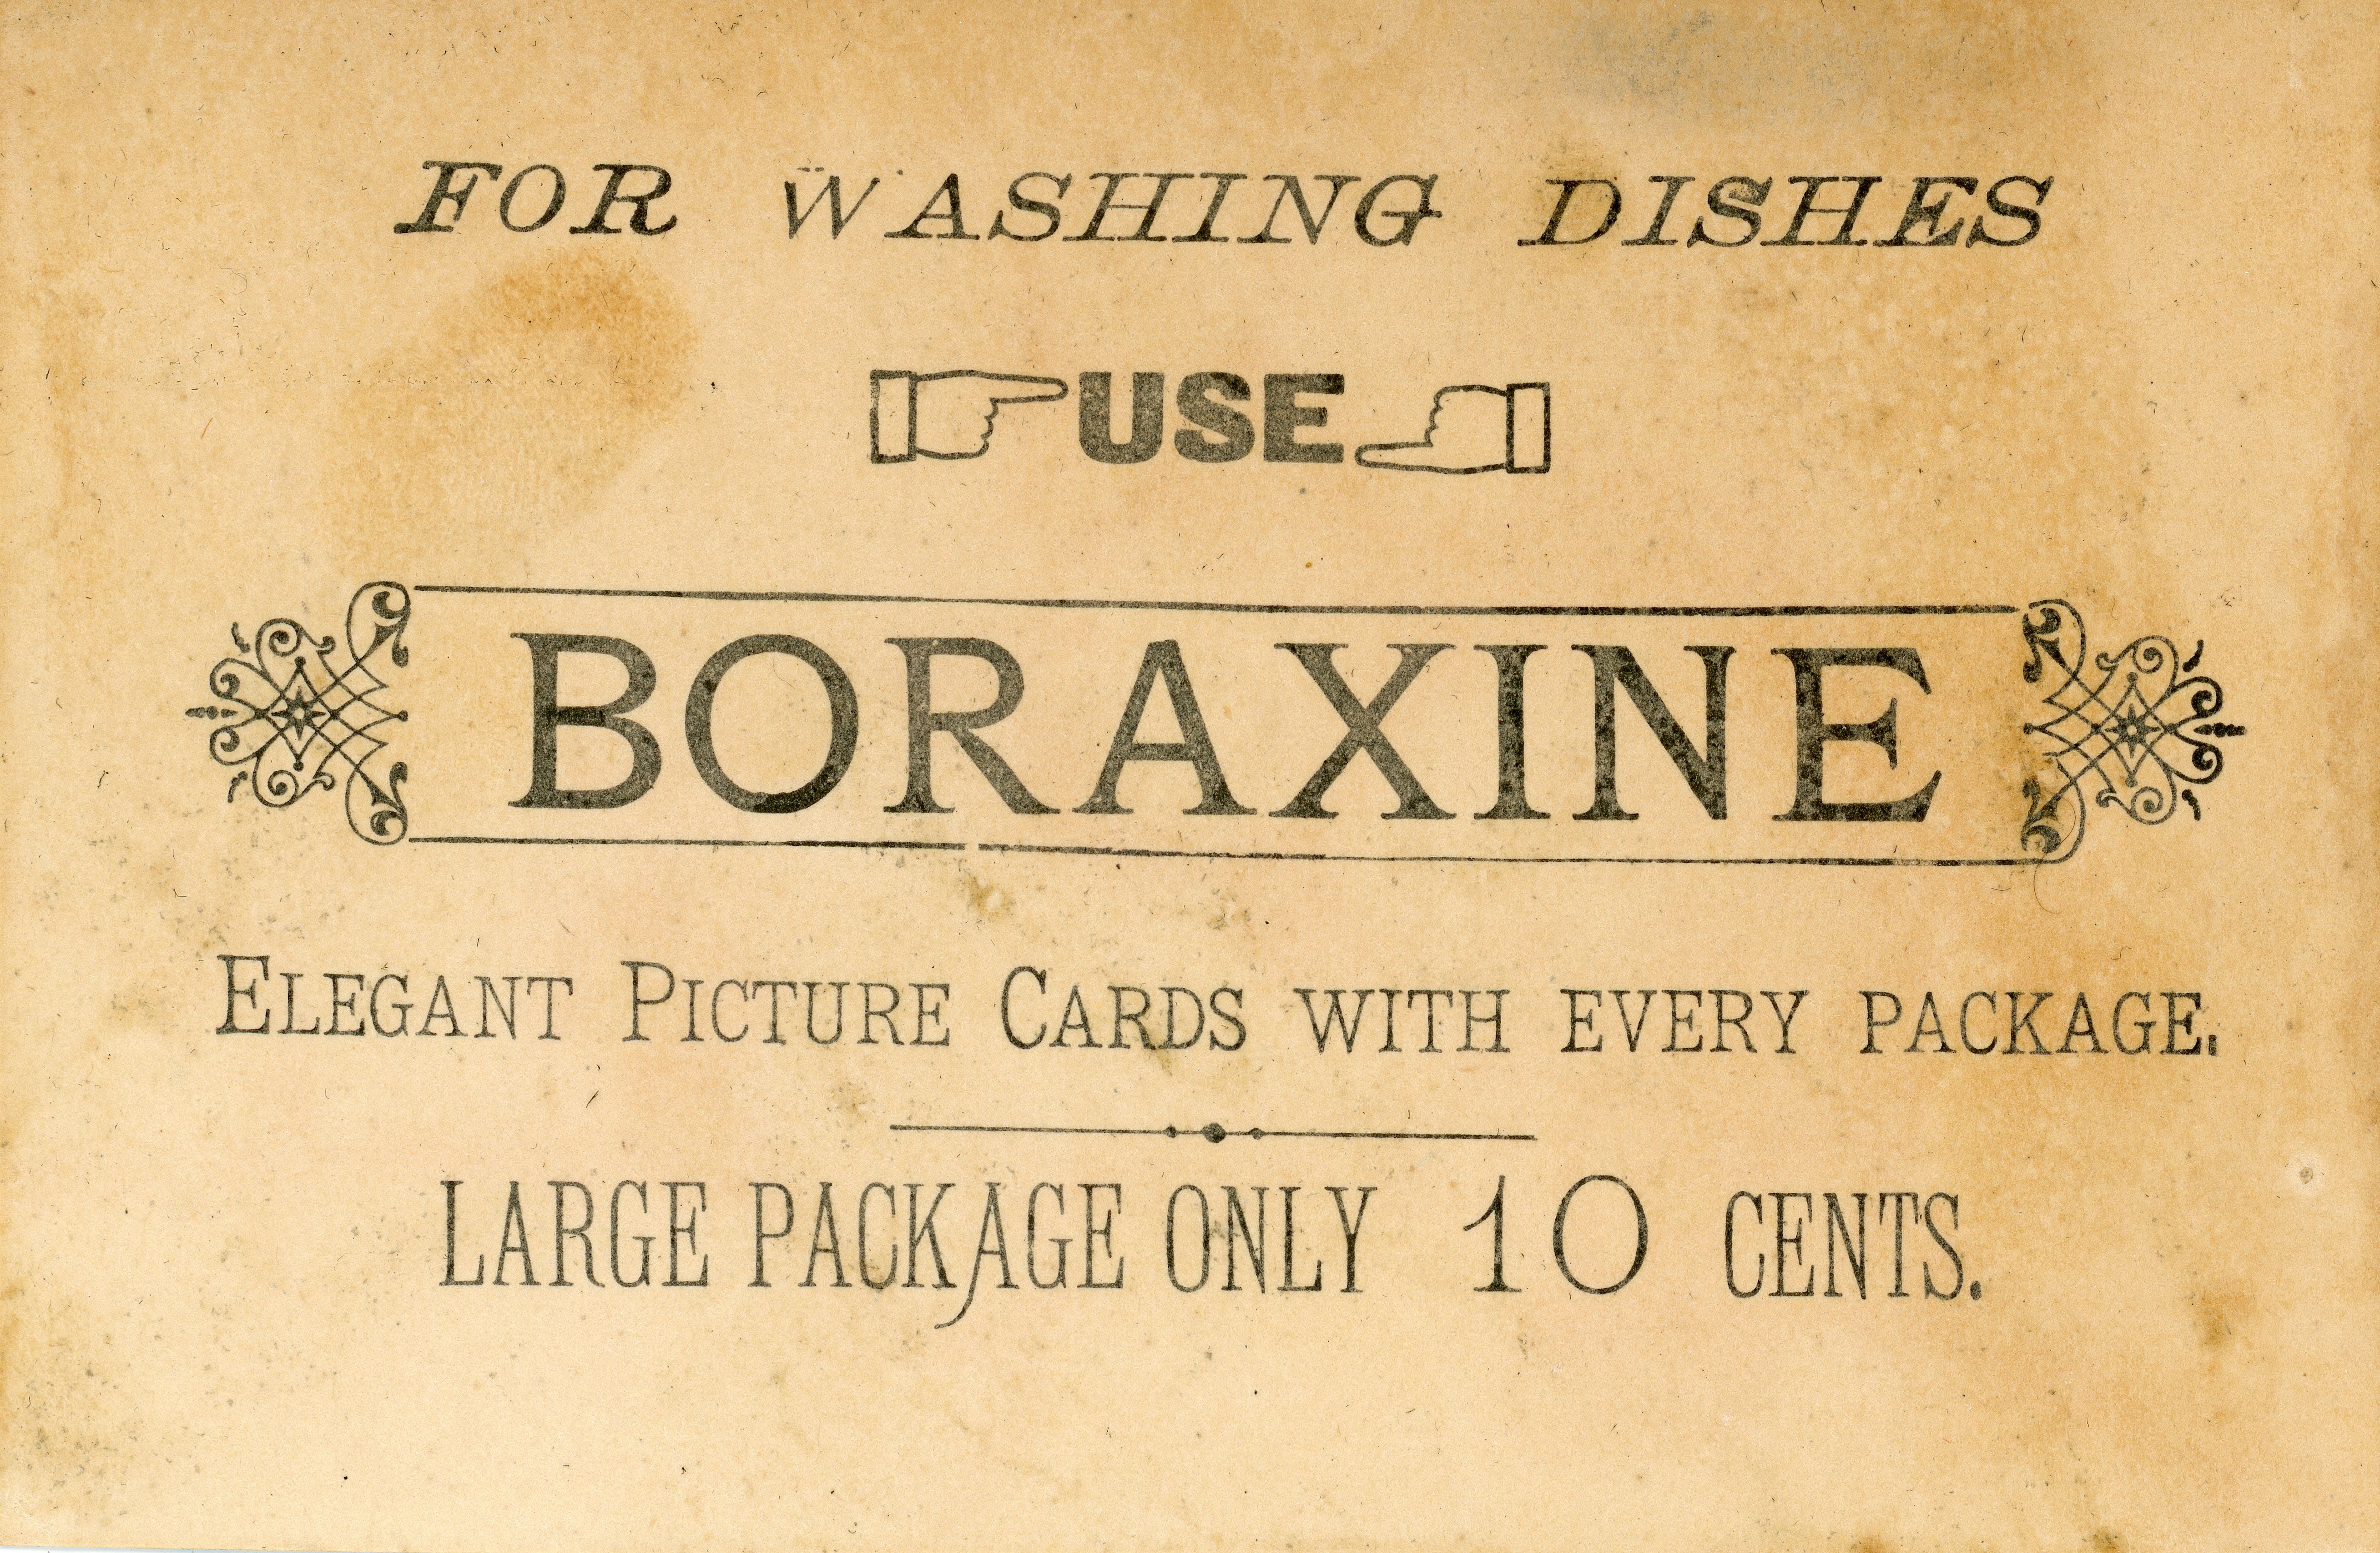 FOR WASHING DISHES
USE
BORAXINE
ELEGANT PICTURE CARDS WITH EVERY PACKAGE.
LARGE PACKAGE ONLY 10 CENTS.